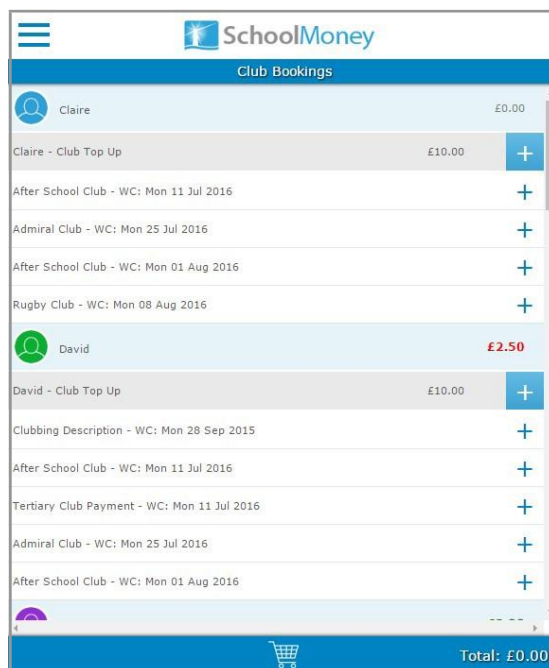 SchoolMoney
Club Bookings
Claire £0.00
Claire - Club Top Up £10.00 +
After School Club - WC: Mon 11 Jul 2016 +
Admiral Club - WC: Mon 25 Jul 2016 +
After School Club - WC: Mon 01 Aug 2016 +
Rugby Club - WC: Mon 08 Aug 2016 +
David £2.50
David - Club Top Up £10.00 +
Clubbing Description - WC: Mon 28 Sep 2015 +
After School Club - WC: Mon 11 Jul 2016 +
Tertiary Club Payment - WC: Mon 11 Jul 2016 +
Admiral Club - WC: Mon 25 Jul 2016 +
After School Club - WC: Mon 01 Aug 2016 +
Total: £0.00